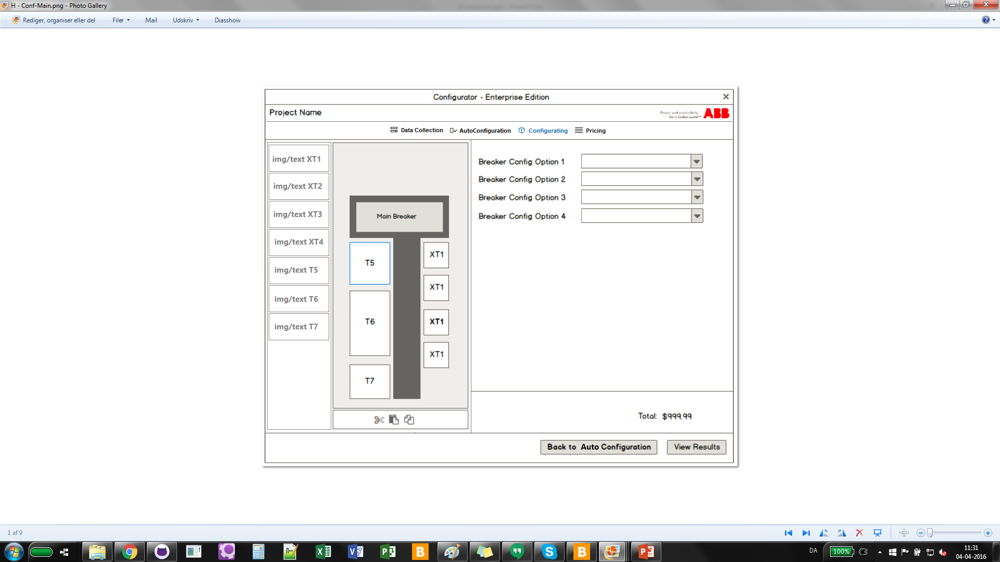 H - Conf-Main.png - Photo Gallery
Rediger, organiser eller del Filer Mail Udskriv Diasshow
Configurator - Enterprise Edition
Project Name
Power and productivity
for a better world™
ABB
Data Collection AutoConfiguration Configurating Pricing
img/text XT1
img/text XT2
img/text XT3
img/text XT4
img/text T5
img/text T6
img/text T7
Main Breaker
T5
T6
T7
XT1
XT1
XT1
XT1
Breaker Config Option 1
Breaker Config Option 2
Breaker Config Option 3
Breaker Config Option 4
Total: $999.99
Back to Auto Configuration View Results
1 af 9
DA 100% 11:31
04-04-2016